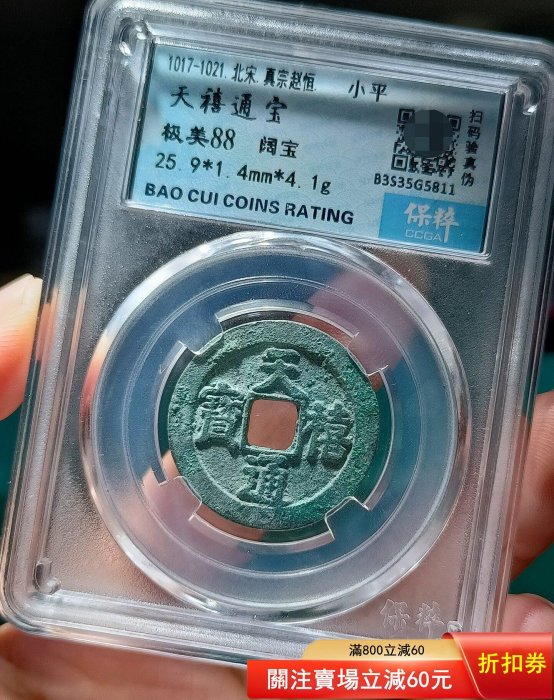 1017-1021. 北宋. 真宗赵恒. 小平
天禧通宝
极美88 阔宝
25.9*1.4mm*4.1g
BAO CUI COINS RATING
扫码验真伪
B3S35G5811
保粹
CCGA
天禧通寳
保粹
滿800立減60
關注賣場立減60元
折扣券